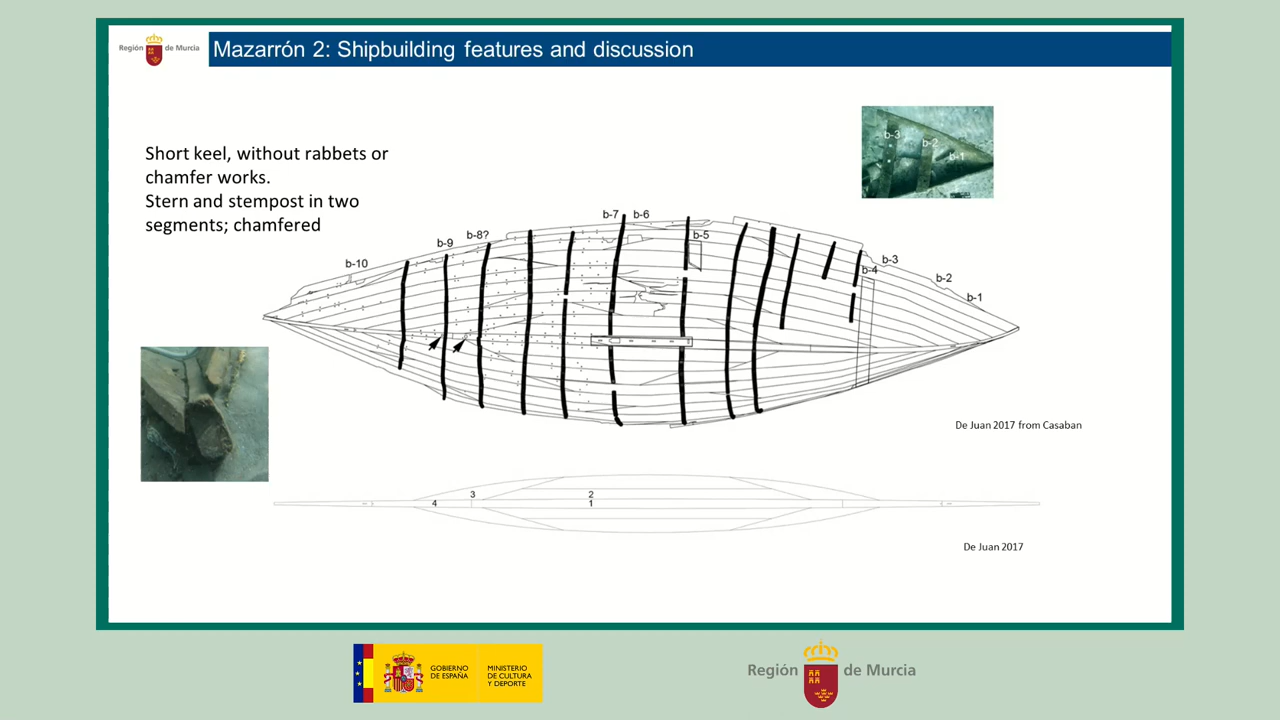 Región de Murcia
Mazarrón 2: Shipbuilding features and discussion
Short keel, without rabbets or
chamfer works.
Stern and stempost in two
segments; chamfered
b-3
b-2
b-1
b-7 b-6
b-5
b-9
b-8?
b-10
b-3
b-4
b-2
b-1
De Juan 2017 from Casaban
3
2
4
1
De Juan 2017
GOBIERNO
DE ESPAÑA
MINISTERIO
DE CULTURA
Y DEPORTE
Región de Murcia